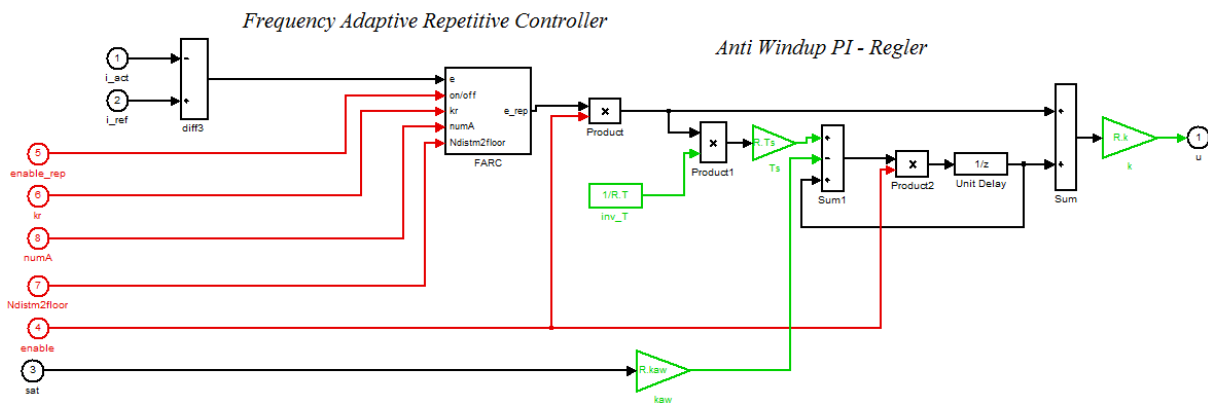 Frequency Adaptive Repetitive Controller
Anti Windup PI - Regler
1
i_act
2
i_ref
diff3
e
on/off
kr
numA
Ndistm2floor
e_rep
FARC
5
enable_rep
6
kr
8
numA
7
Ndistm2floor
4
enable
3
sat
Product
Product1
1/R.T
inv_T
R.Ts
Ts
Sum1
Product2
1/z
Unit Delay
Sum
R.k
k
1
u
R.kaw
kaw